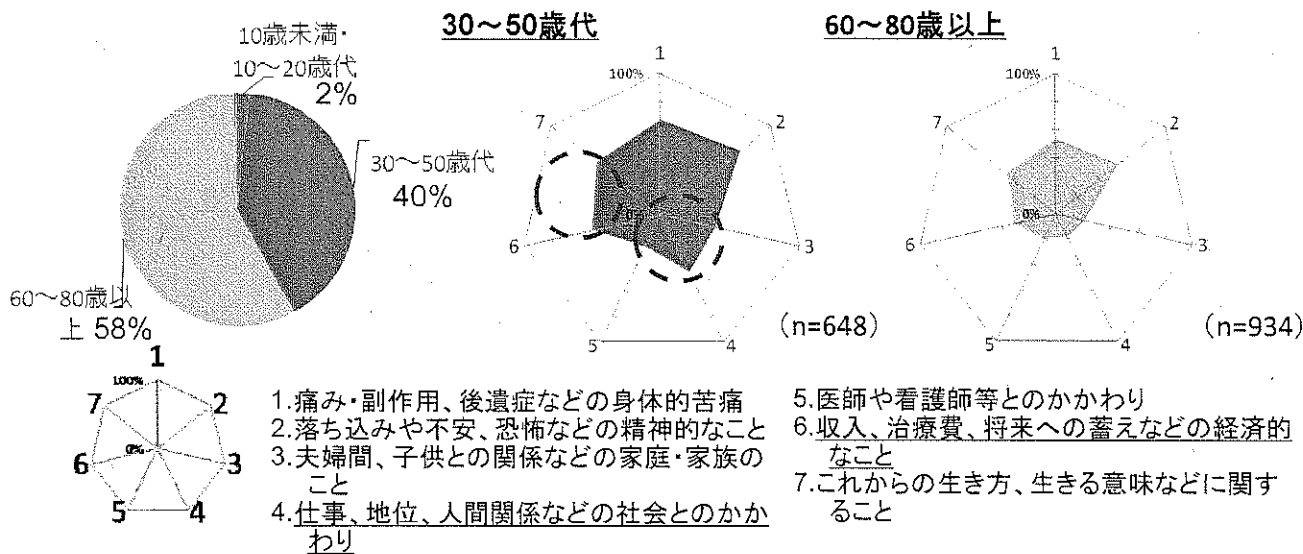 10歳未満・
10～20歳代
2%
30～50歳代
40%
60～80歳以
上 58%
30～50歳代
1
100%
2
3
4
5
6
7
0%
(n=648)
60～80歳以上
1
100%
2
3
4
5
6
7
0%
(n=934)
1
100%
2
3
4
5
6
7
0%
1.痛み・副作用、後遺症などの身体的苦痛
2.落ち込みや不安、恐怖などの精神的なこと
3.夫婦間、子供との関係などの家庭・家族の
こと
4.仕事、地位、人間関係などの社会とのかか
わり
5.医師や看護師等とのかかわり
6.収入、治療費、将来への蓄えなどの経済的
なこと
7.これからの生き方、生きる意味などに関す
ること